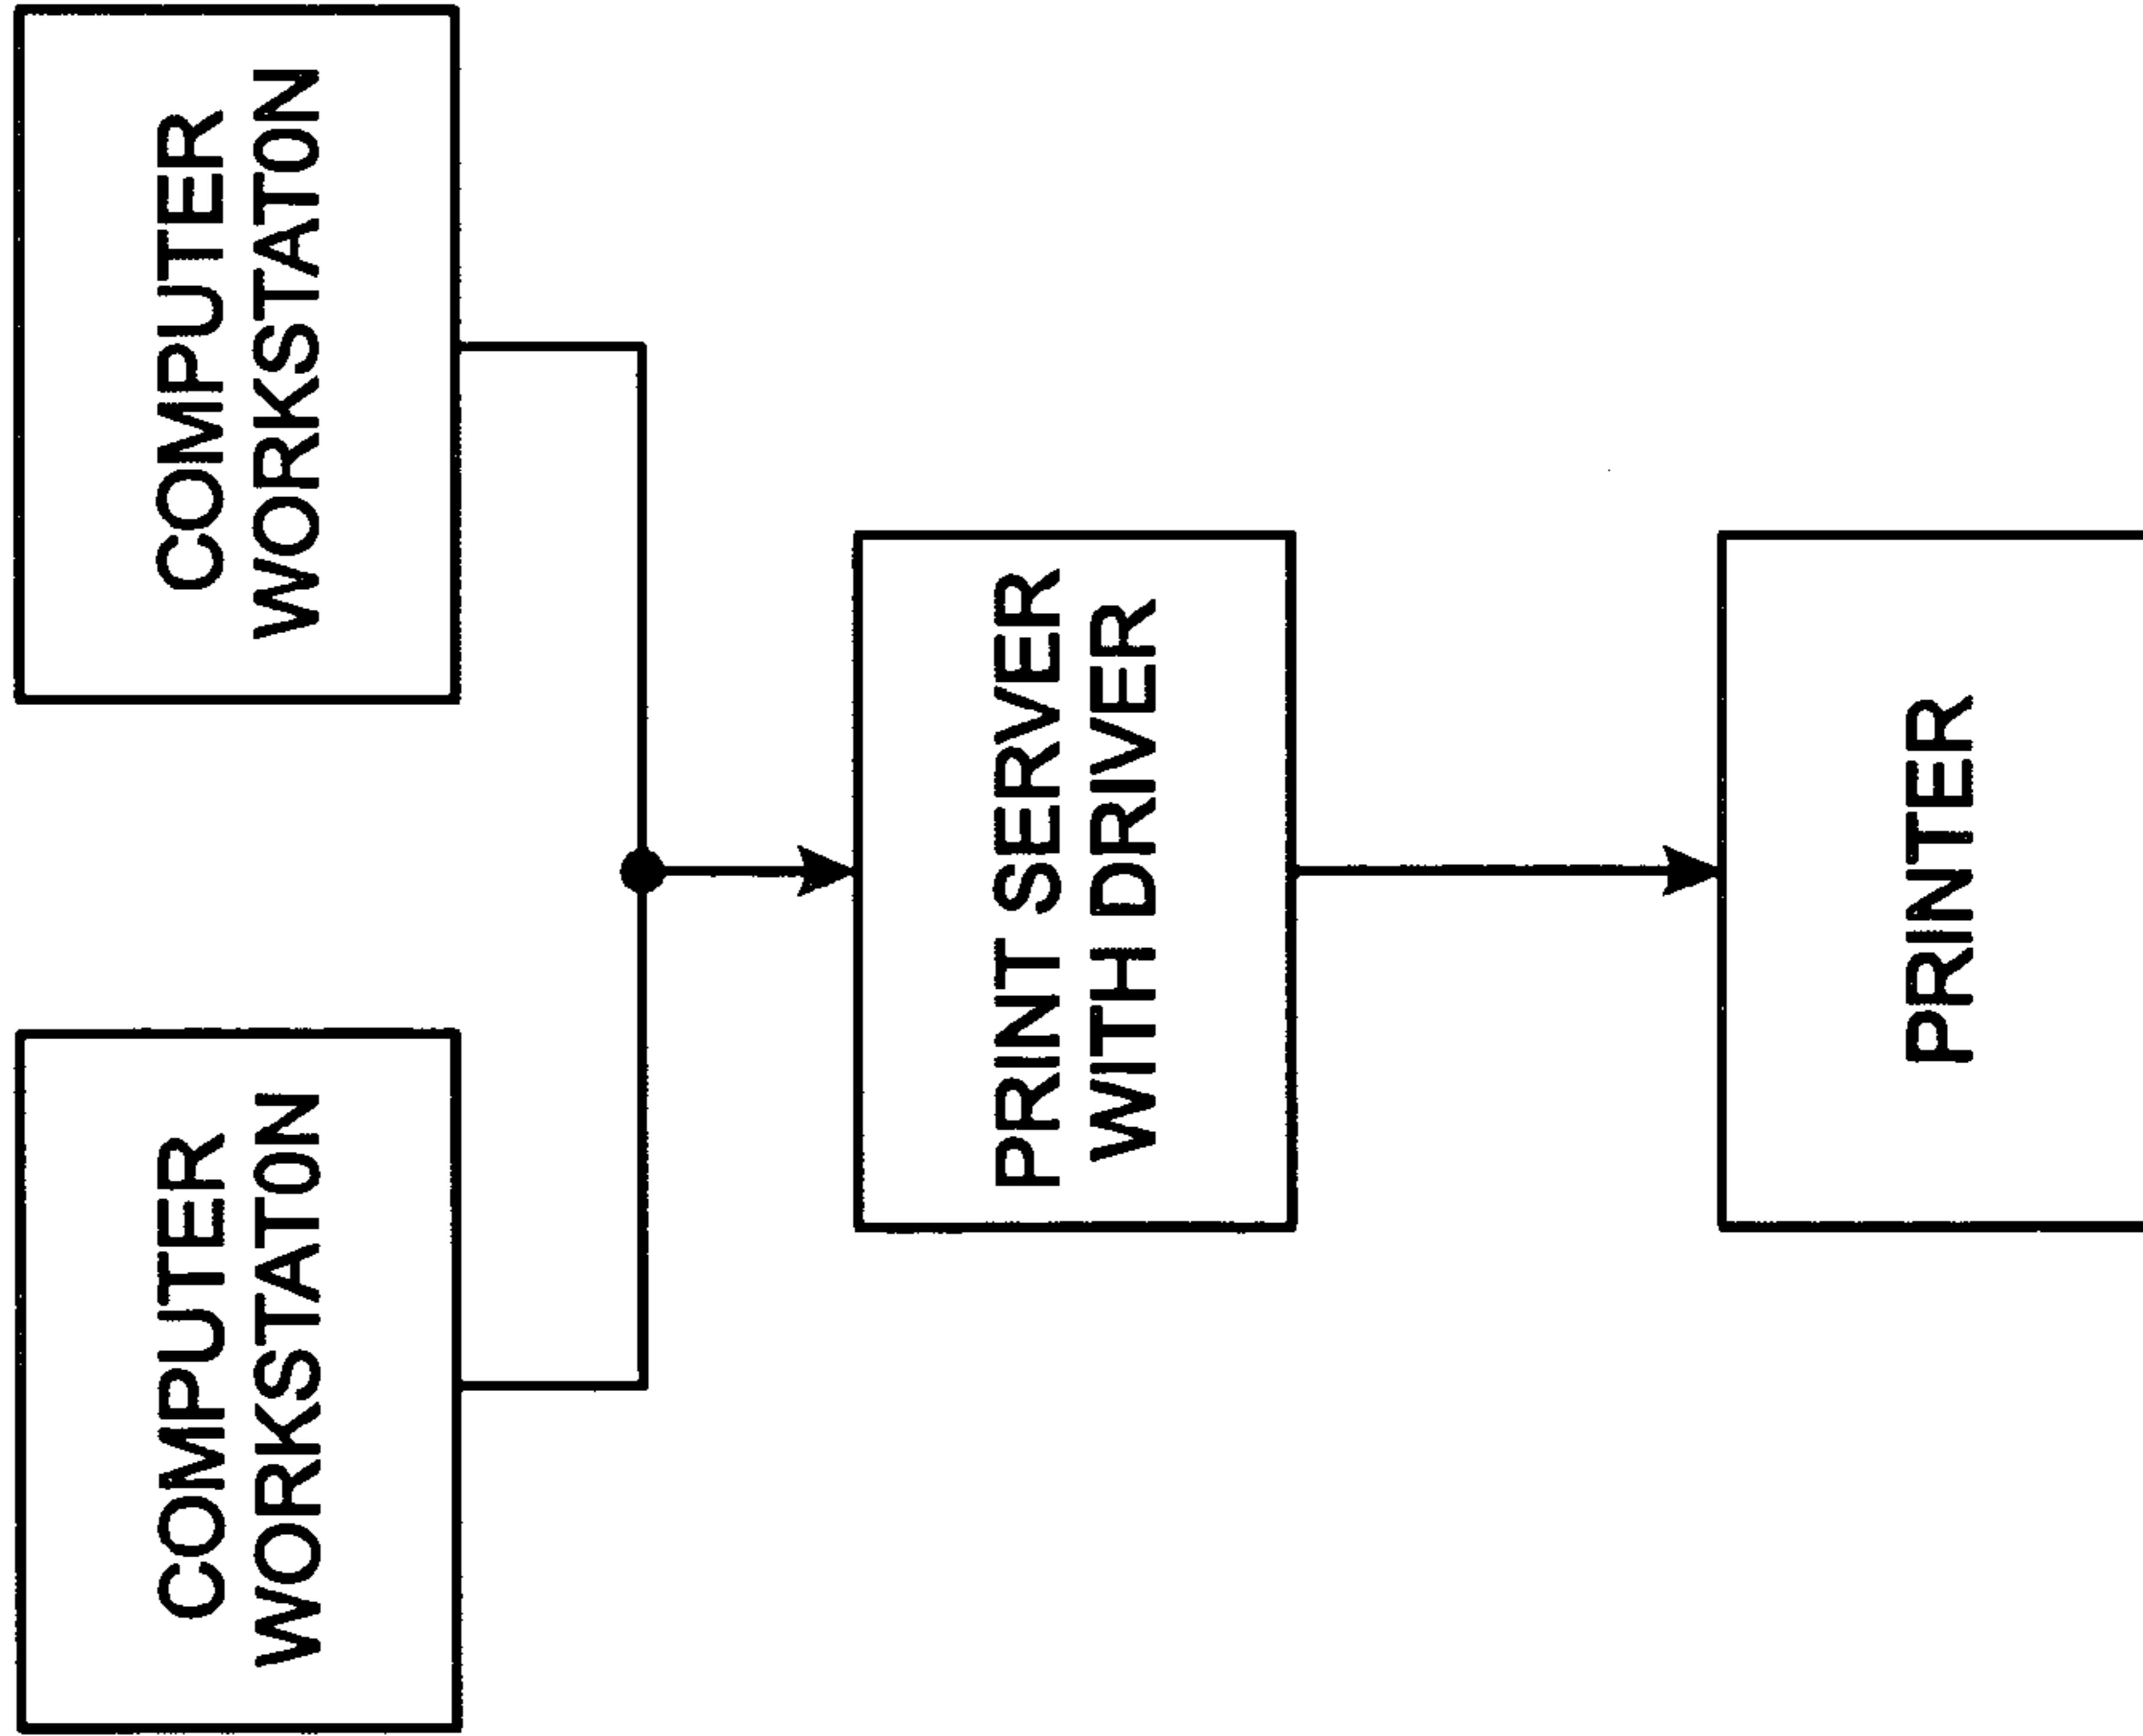 COMPUTER
WORKSTATON
COMPUTER
WORKSTATON
PRINT SERVER
WITH DRIVER
PRINTER